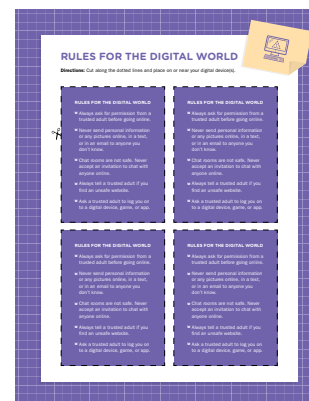 RULES FOR THE DIGITAL WORLD
Directions: Cut along the dotted lines and place on or near your digital device(s).
RULES FOR THE DIGITAL WORLD
Always ask for permission from a
trusted adult before going online.
Never send personal information
or any pictures online, in a text,
or in an email to anyone you
don't know.
Chat rooms are not safe. Never
accept an invitation to chat with
anyone online.
Always tell a trusted adult if you
find an unsafe website.
Ask a trusted adult to log you on
to a digital device, game, or app.
RULES FOR THE DIGITAL WORLD
Always ask for permission from a
trusted adult before going online.
Never send personal information
or any pictures online, in a text,
or in an email to anyone you
don't know.
Chat rooms are not safe. Never
accept an invitation to chat with
anyone online.
Always tell a trusted adult if you
find an unsafe website.
Ask a trusted adult to log you on
to a digital device, game, or app.
RULES FOR THE DIGITAL WORLD
Always ask for permission from a
trusted adult before going online.
Never send personal information
or any pictures online, in a text,
or in an email to anyone you
don't know.
Chat rooms are not safe. Never
accept an invitation to chat with
anyone online.
Always tell a trusted adult if you
find an unsafe website.
Ask a trusted adult to log you on
to a digital device, game, or app.
RULES FOR THE DIGITAL WORLD
Always ask for permission from a
trusted adult before going online.
Never send personal information
or any pictures online, in a text,
or in an email to anyone you
don't know.
Chat rooms are not safe. Never
accept an invitation to chat with
anyone online.
Always tell a trusted adult if you
find an unsafe website.
Ask a trusted adult to log you on
to a digital device, game, or app.